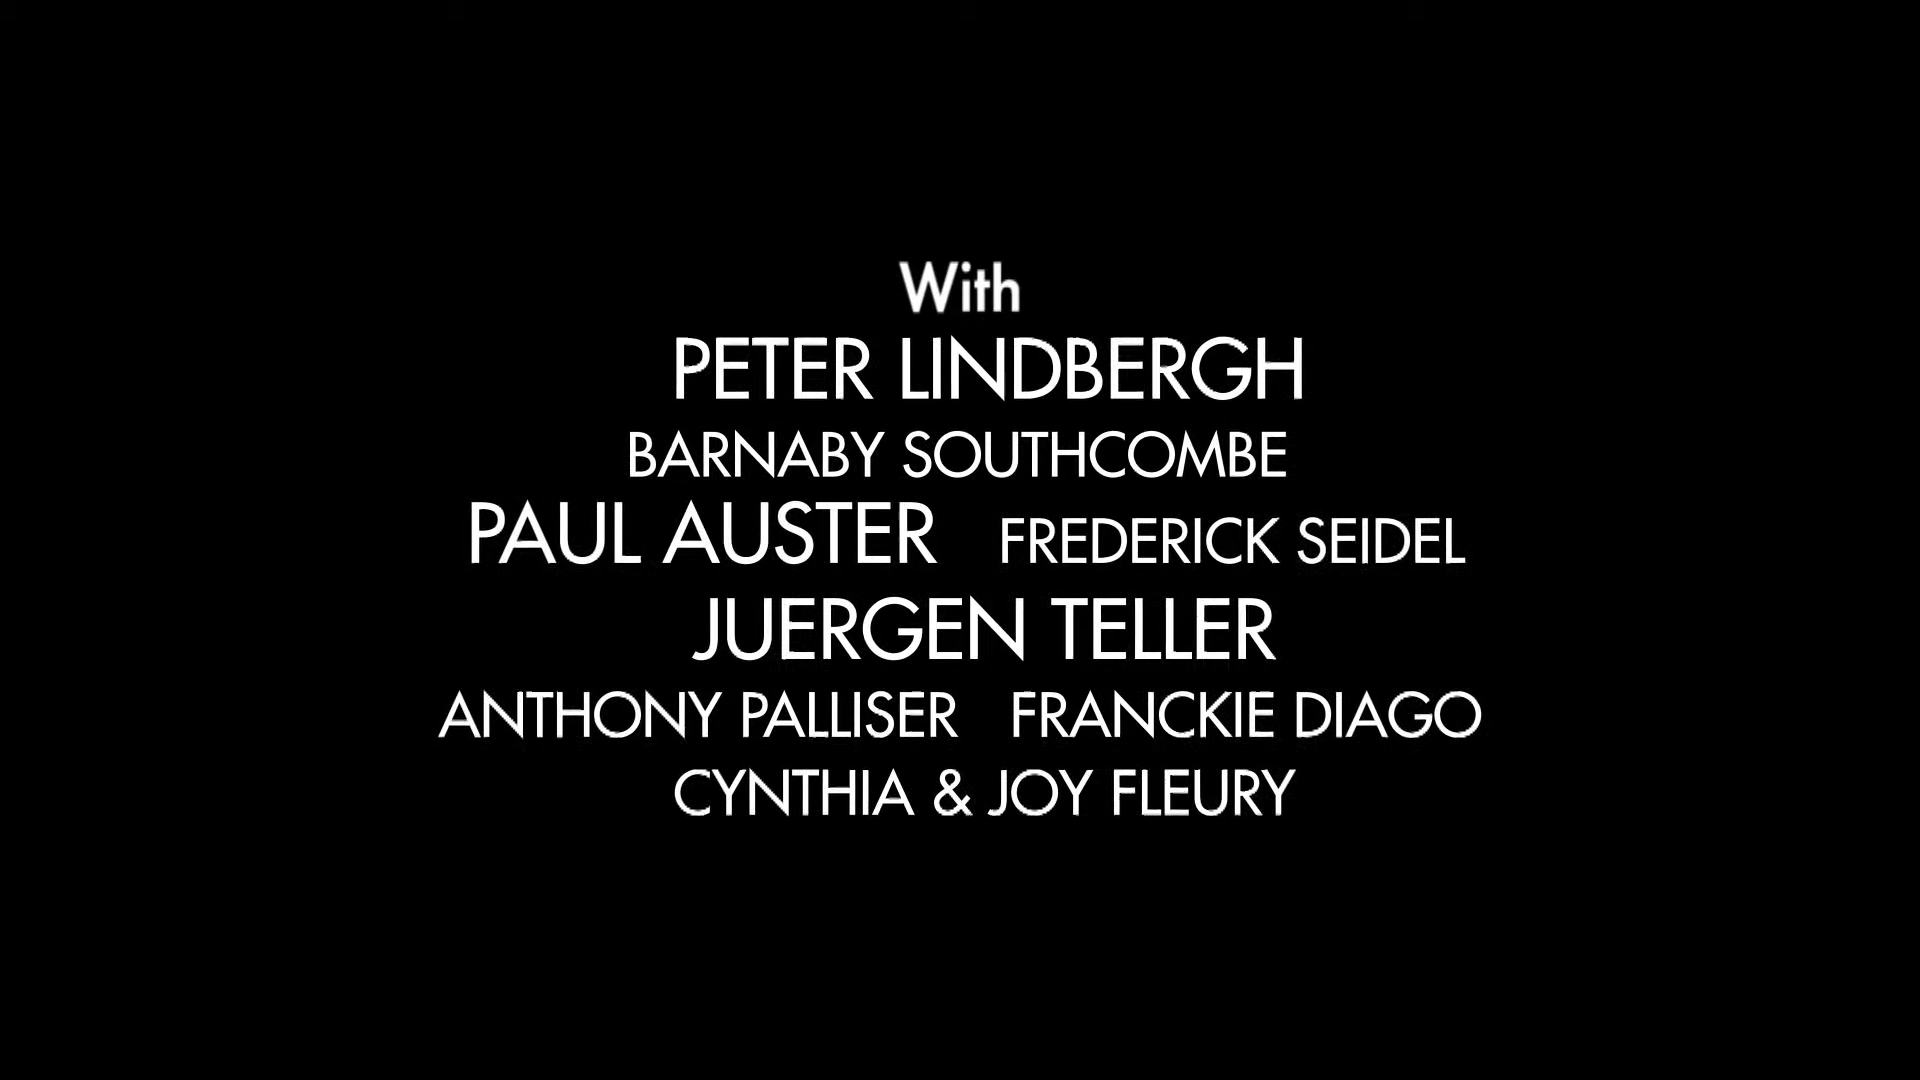 With
PETER LINDBERGH
BARNABY SOUTHCOMBE
PAUL AUSTER FREDERICK SEIDEL
JUERGEN TELLER
ANTHONY PALLISER FRANCKIE DIAGO
CYNTHIA & JOY FLEURY